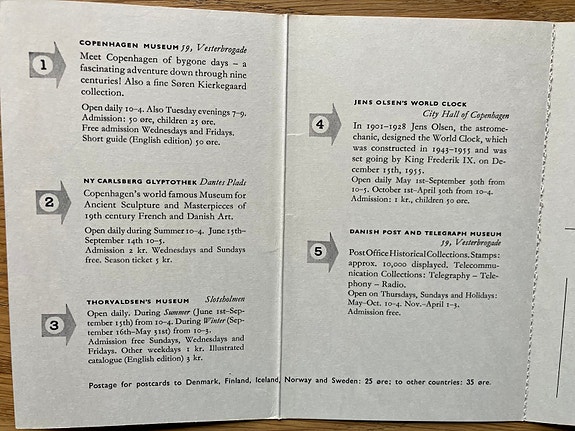 1
COPENHAGEN MUSEUM 59, Vesterbrogade
Meet Copenhagen of bygone days – a
fascinating adventure down through nine
centuries! Also a fine Søren Kierkegaard
collection.
Open daily 10–4. Also Tuesday evenings 7–9.
Admission: 50 øre, children 25 øre.
Free admission Wednesdays and Fridays.
Short guide (English edition) 50 øre.
2
NY CARLSBERG GLYPTOTHEK Dantes Plads
Copenhagen's world famous Museum for
Ancient Sculpture and Masterpieces of
19th century French and Danish Art.
Open daily during Summer 10–4. June 15th–
September 14th 10–5.
Admission 2 kr. Wednesdays and Sundays
free. Season ticket 5 kr.
3
THORVALDSEN'S MUSEUM Slotsholmen
Open daily. During Summer (June 1st–Sep-
tember 15th) from 10–4. During Winter (Sep-
tember 16th–May 31st) from 10–3.
Admission free Sundays, Wednesdays and
Fridays. Other weekdays 1 kr. Illustrated
catalogue (English edition) 3 kr.
4
JENS OLSEN'S WORLD CLOCK
City Hall of Copenhagen
In 1901–1928 Jens Olsen, the astrome-
chanic, designed the World Clock, which
was constructed in 1943–1955 and was
set going by King Frederik IX. on De-
cember 15th, 1955.
Open daily May 1st–September 30th from
10–5. October 1st–April 30th from 10–4.
Admission: 1 kr., children 50 øre.
5
DANISH POST AND TELEGRAPH MUSEUM
59, Vesterbrogade
Post Office Historical Collections. Stamps:
approx. 10,000 displayed. Telecommu-
nication Collections: Telegraphy – Tele-
phony – Radio.
Open on Thursdays, Sundays and Holidays:
May–Oct. 10–4. Nov.–April 1–3.
Admission free.
Postage for postcards to Denmark, Finland, Iceland, Norway and Sweden: 25 øre; to other countries: 35 øre.